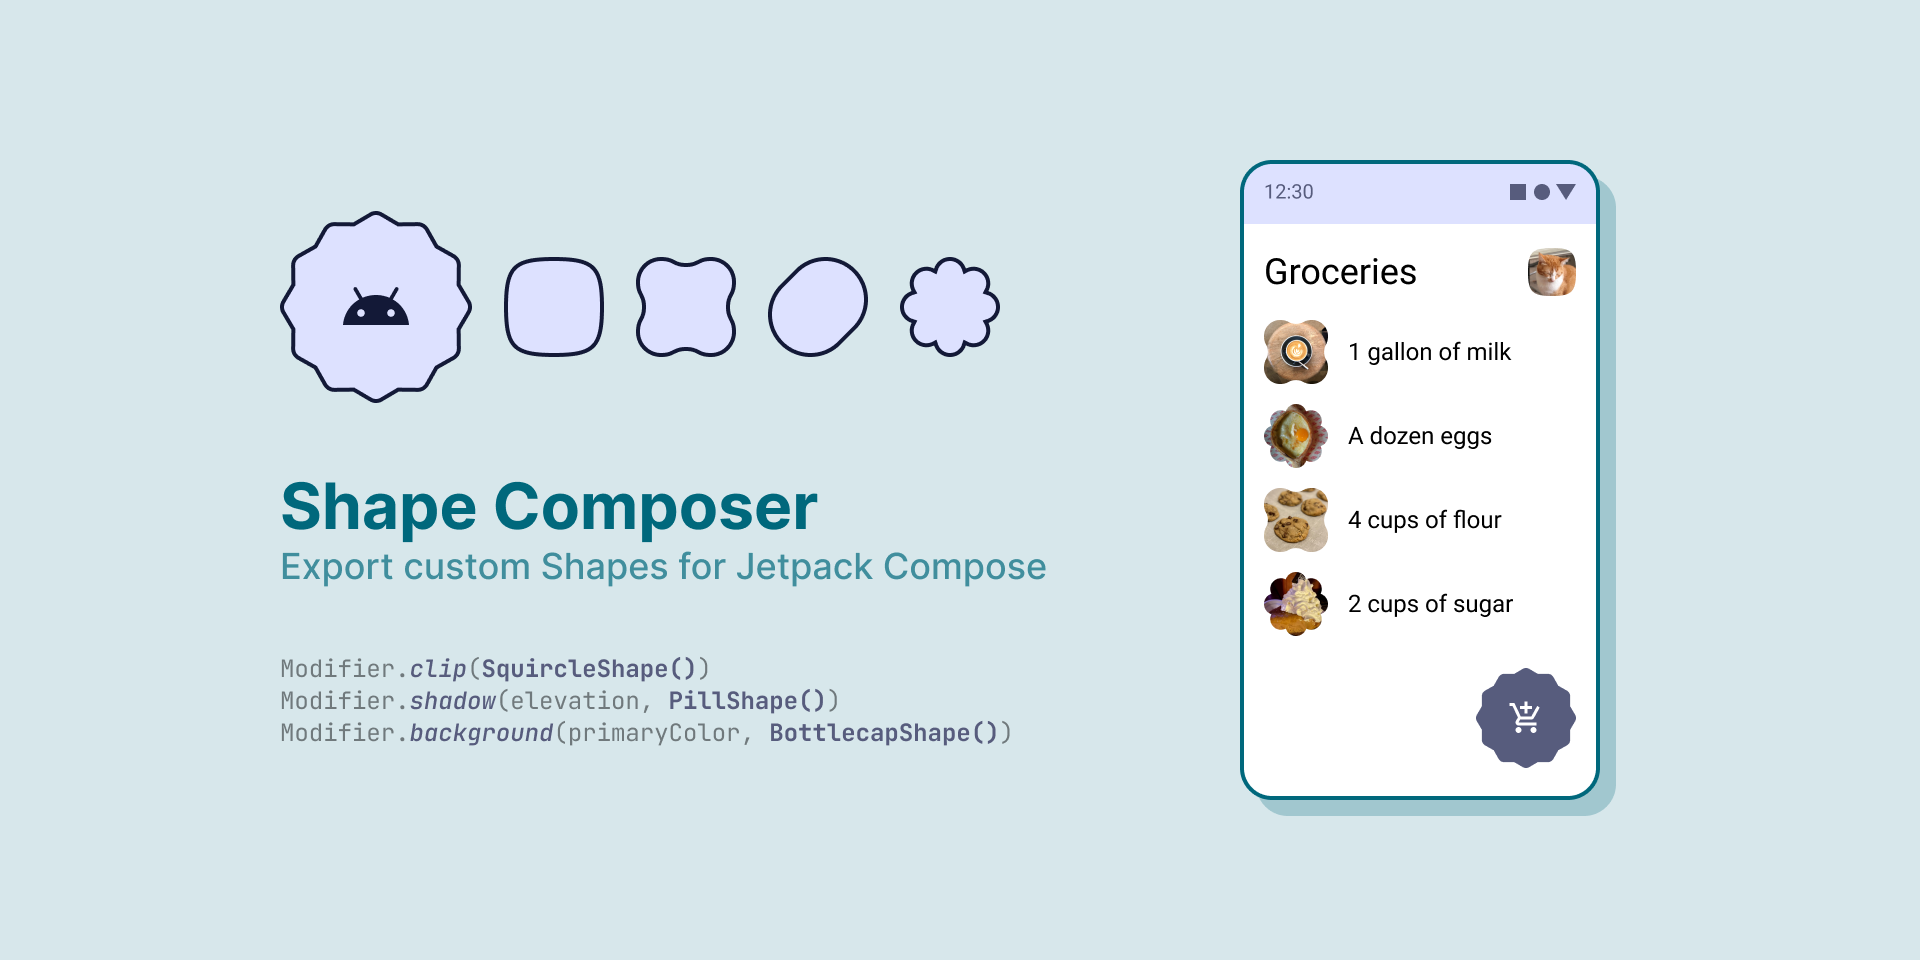 Shape Composer
Export custom Shapes for Jetpack Compose
Modifier.clip(SquircleShape())
Modifier.shadow(elevation, PillShape())
Modifier.background(primaryColor, BottlecapShape())
12:30
Groceries
1 gallon of milk
A dozen eggs
4 cups of flour
2 cups of sugar